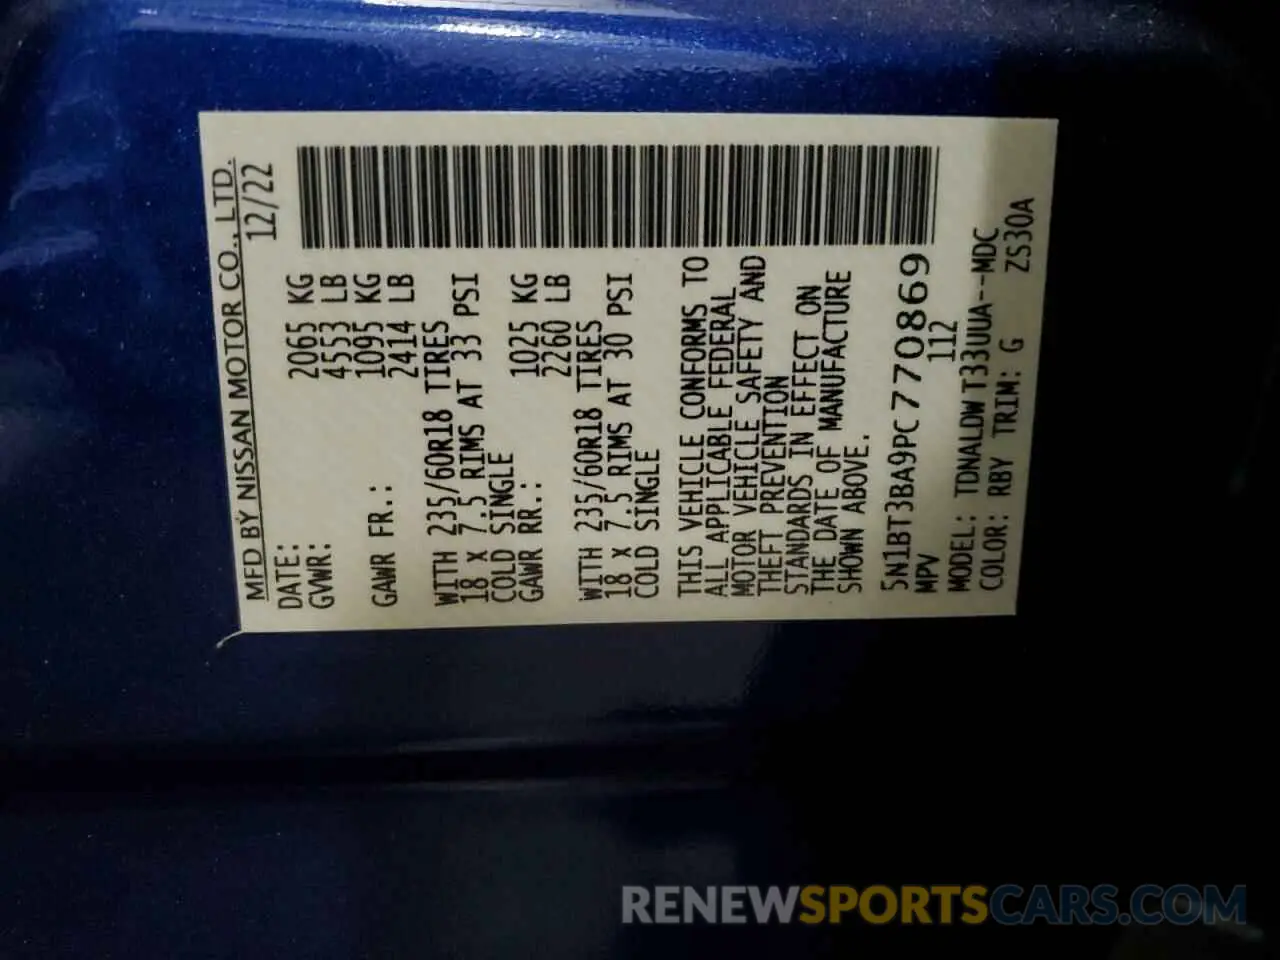 MFD BY NISSAN MOTOR CO., LTD.
DATE: 12/22
GVWR: 2065 KG
4553 LB
GAWR FR.: 1095 KG
2414 LB
WITH 235/60R18 TIRES
18 X 7.5 RIMS AT 33 PSI
COLD SINGLE
GAWR RR.: 1025 KG
2260 LB
WITH 235/60R18 TIRES
18 X 7.5 RIMS AT 30 PSI
COLD SINGLE
THIS VEHICLE CONFORMS TO
ALL APPLICABLE FEDERAL
MOTOR VEHICLE SAFETY AND
THEFT PREVENTION
STANDARDS IN EFFECT ON
THE DATE OF MANUFACTURE
SHOWN ABOVE.
5N1BT3BA9PC770869
MPV 112
MODEL: TDNALDW T33UUA--MDC
COLOR: RBY TRIM: G ZS30A
RENEWSPORTSCARS.COM